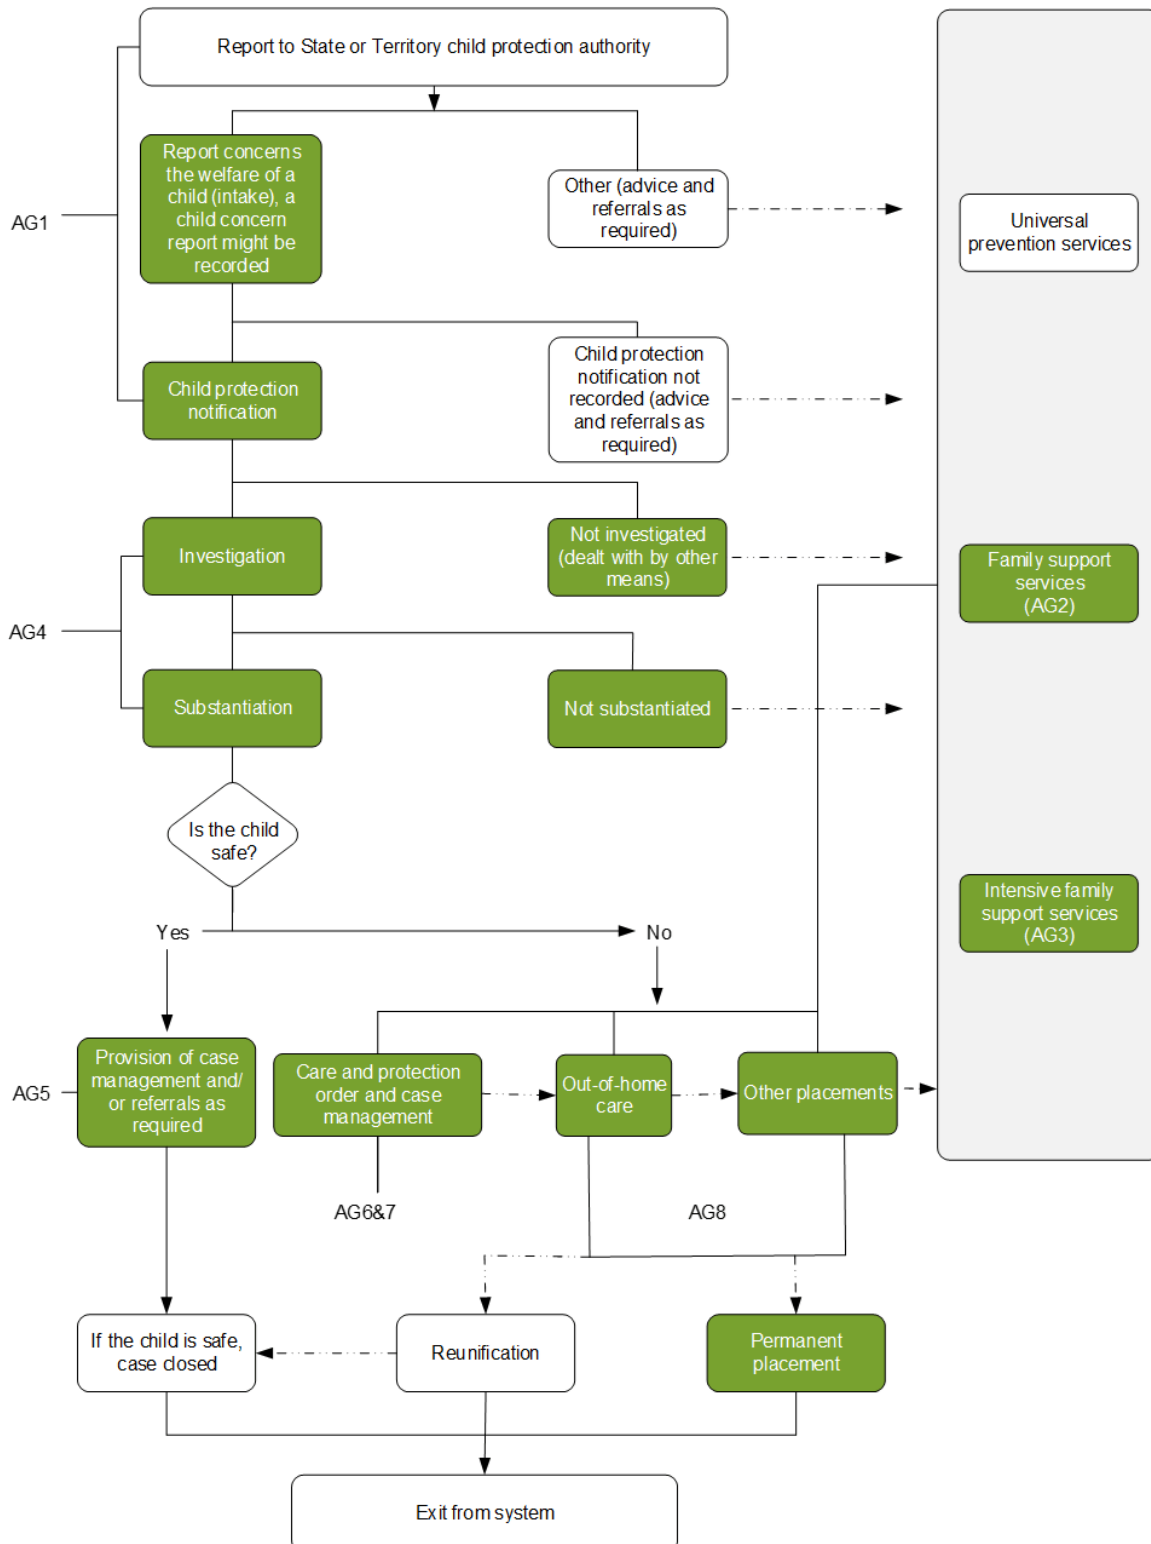 Report to State or Territory child protection authority
Report concerns
the welfare of a
child (intake), a
child concern
report might be
recorded
Other (advice and
referrals as
required)
AG1
Universal
prevention services
Child protection
notification
Child protection
notification not
recorded (advice
and referrals as
required)
Investigation
Not investigated
(dealt with by other
means)
Family support
services
(AG2)
AG4
Substantiation
Not substantiated
Is the child
safe?
Intensive family
support services
(AG3)
Yes
No
AG5
Provision of case
management and/
or referrals as
required
Care and protection
order and case
management
Out-of-home
care
Other placements
AG6&7
AG8
If the child is safe,
case closed
Reunification
Permanent
placement
Exit from system